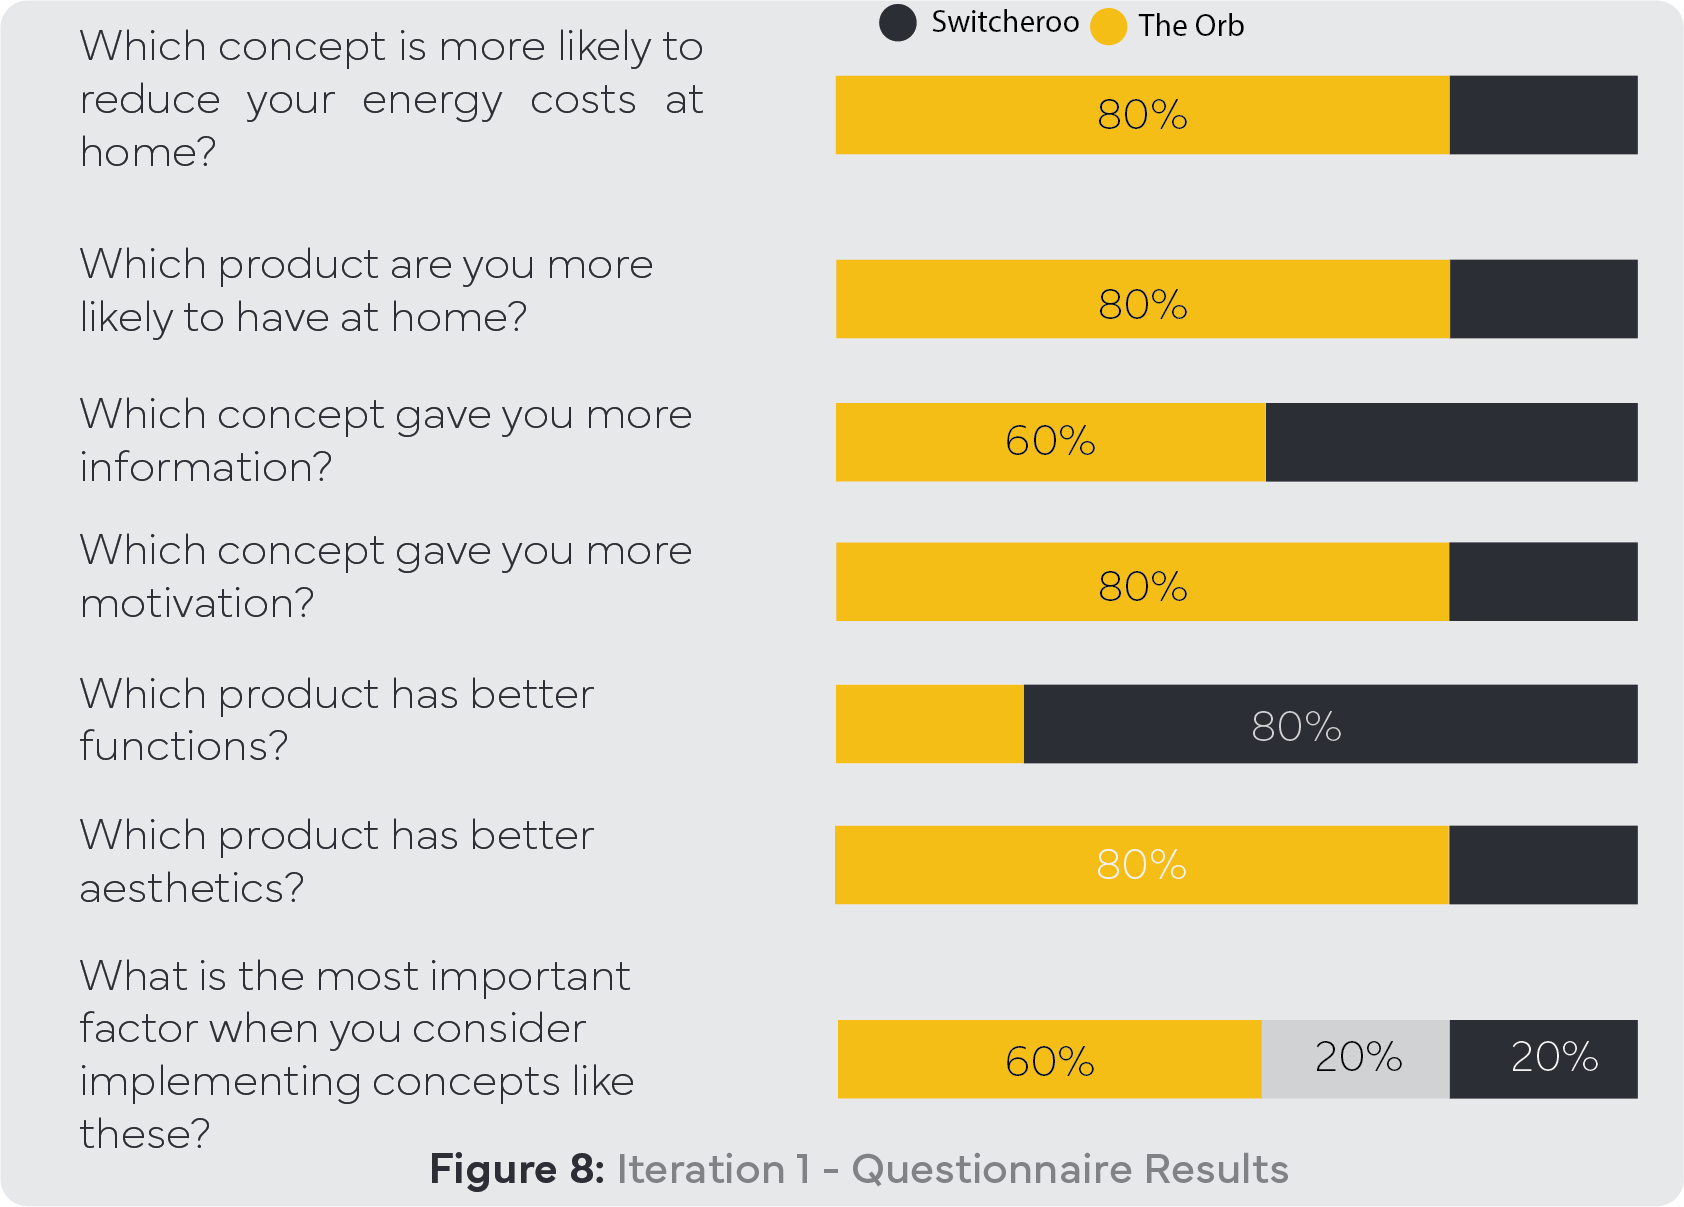 Switcheroo The Orb
Which concept is more likely to
reduce your energy costs at
home?
80%
Which product are you more
likely to have at home?
80%
Which concept gave you more
information?
60%
Which concept gave you more
motivation?
80%
Which product has better
functions?
80%
Which product has better
aesthetics?
80%
What is the most important
factor when you consider
implementing concepts like
these?
60% 20% 20%
Figure 8: Iteration 1 - Questionnaire Results